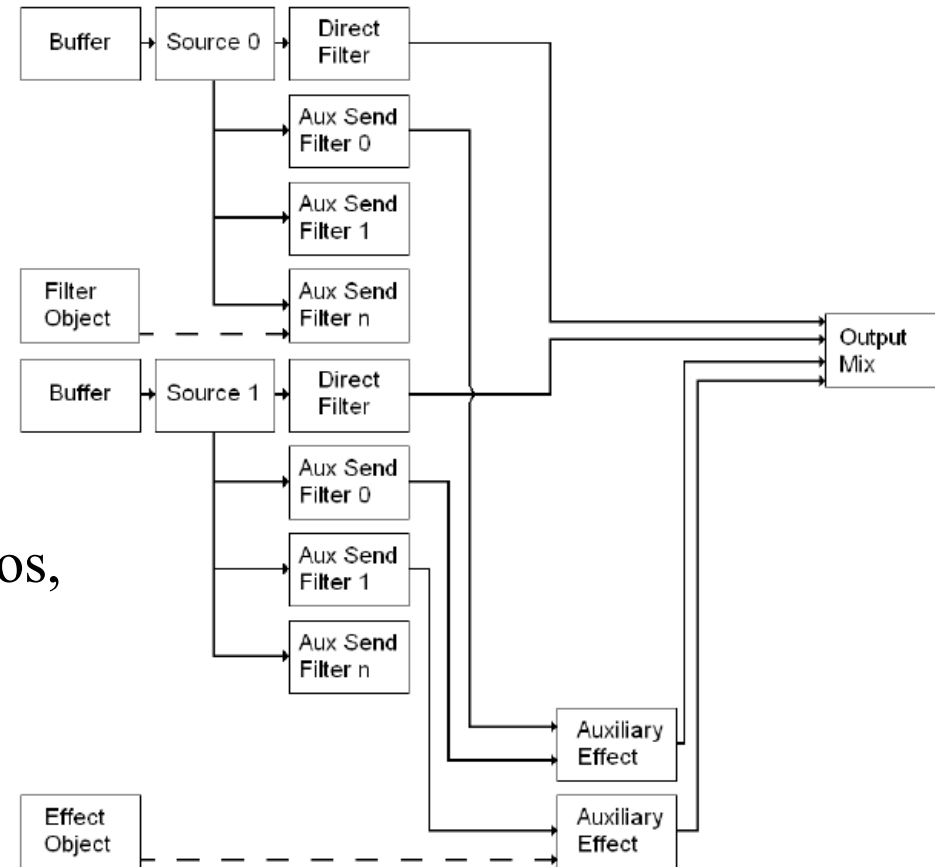 Buffer
Source 0
Direct
Filter
Aux Send
Filter 0
Aux Send
Filter 1
Filter
Object
Aux Send
Filter n
Output
Mix
Buffer
Source 1
Direct
Filter
Aux Send
Filter 0
os,
Aux Send
Filter 1
Aux Send
Filter n
Auxiliary
Effect
Effect
Object
Auxiliary
Effect